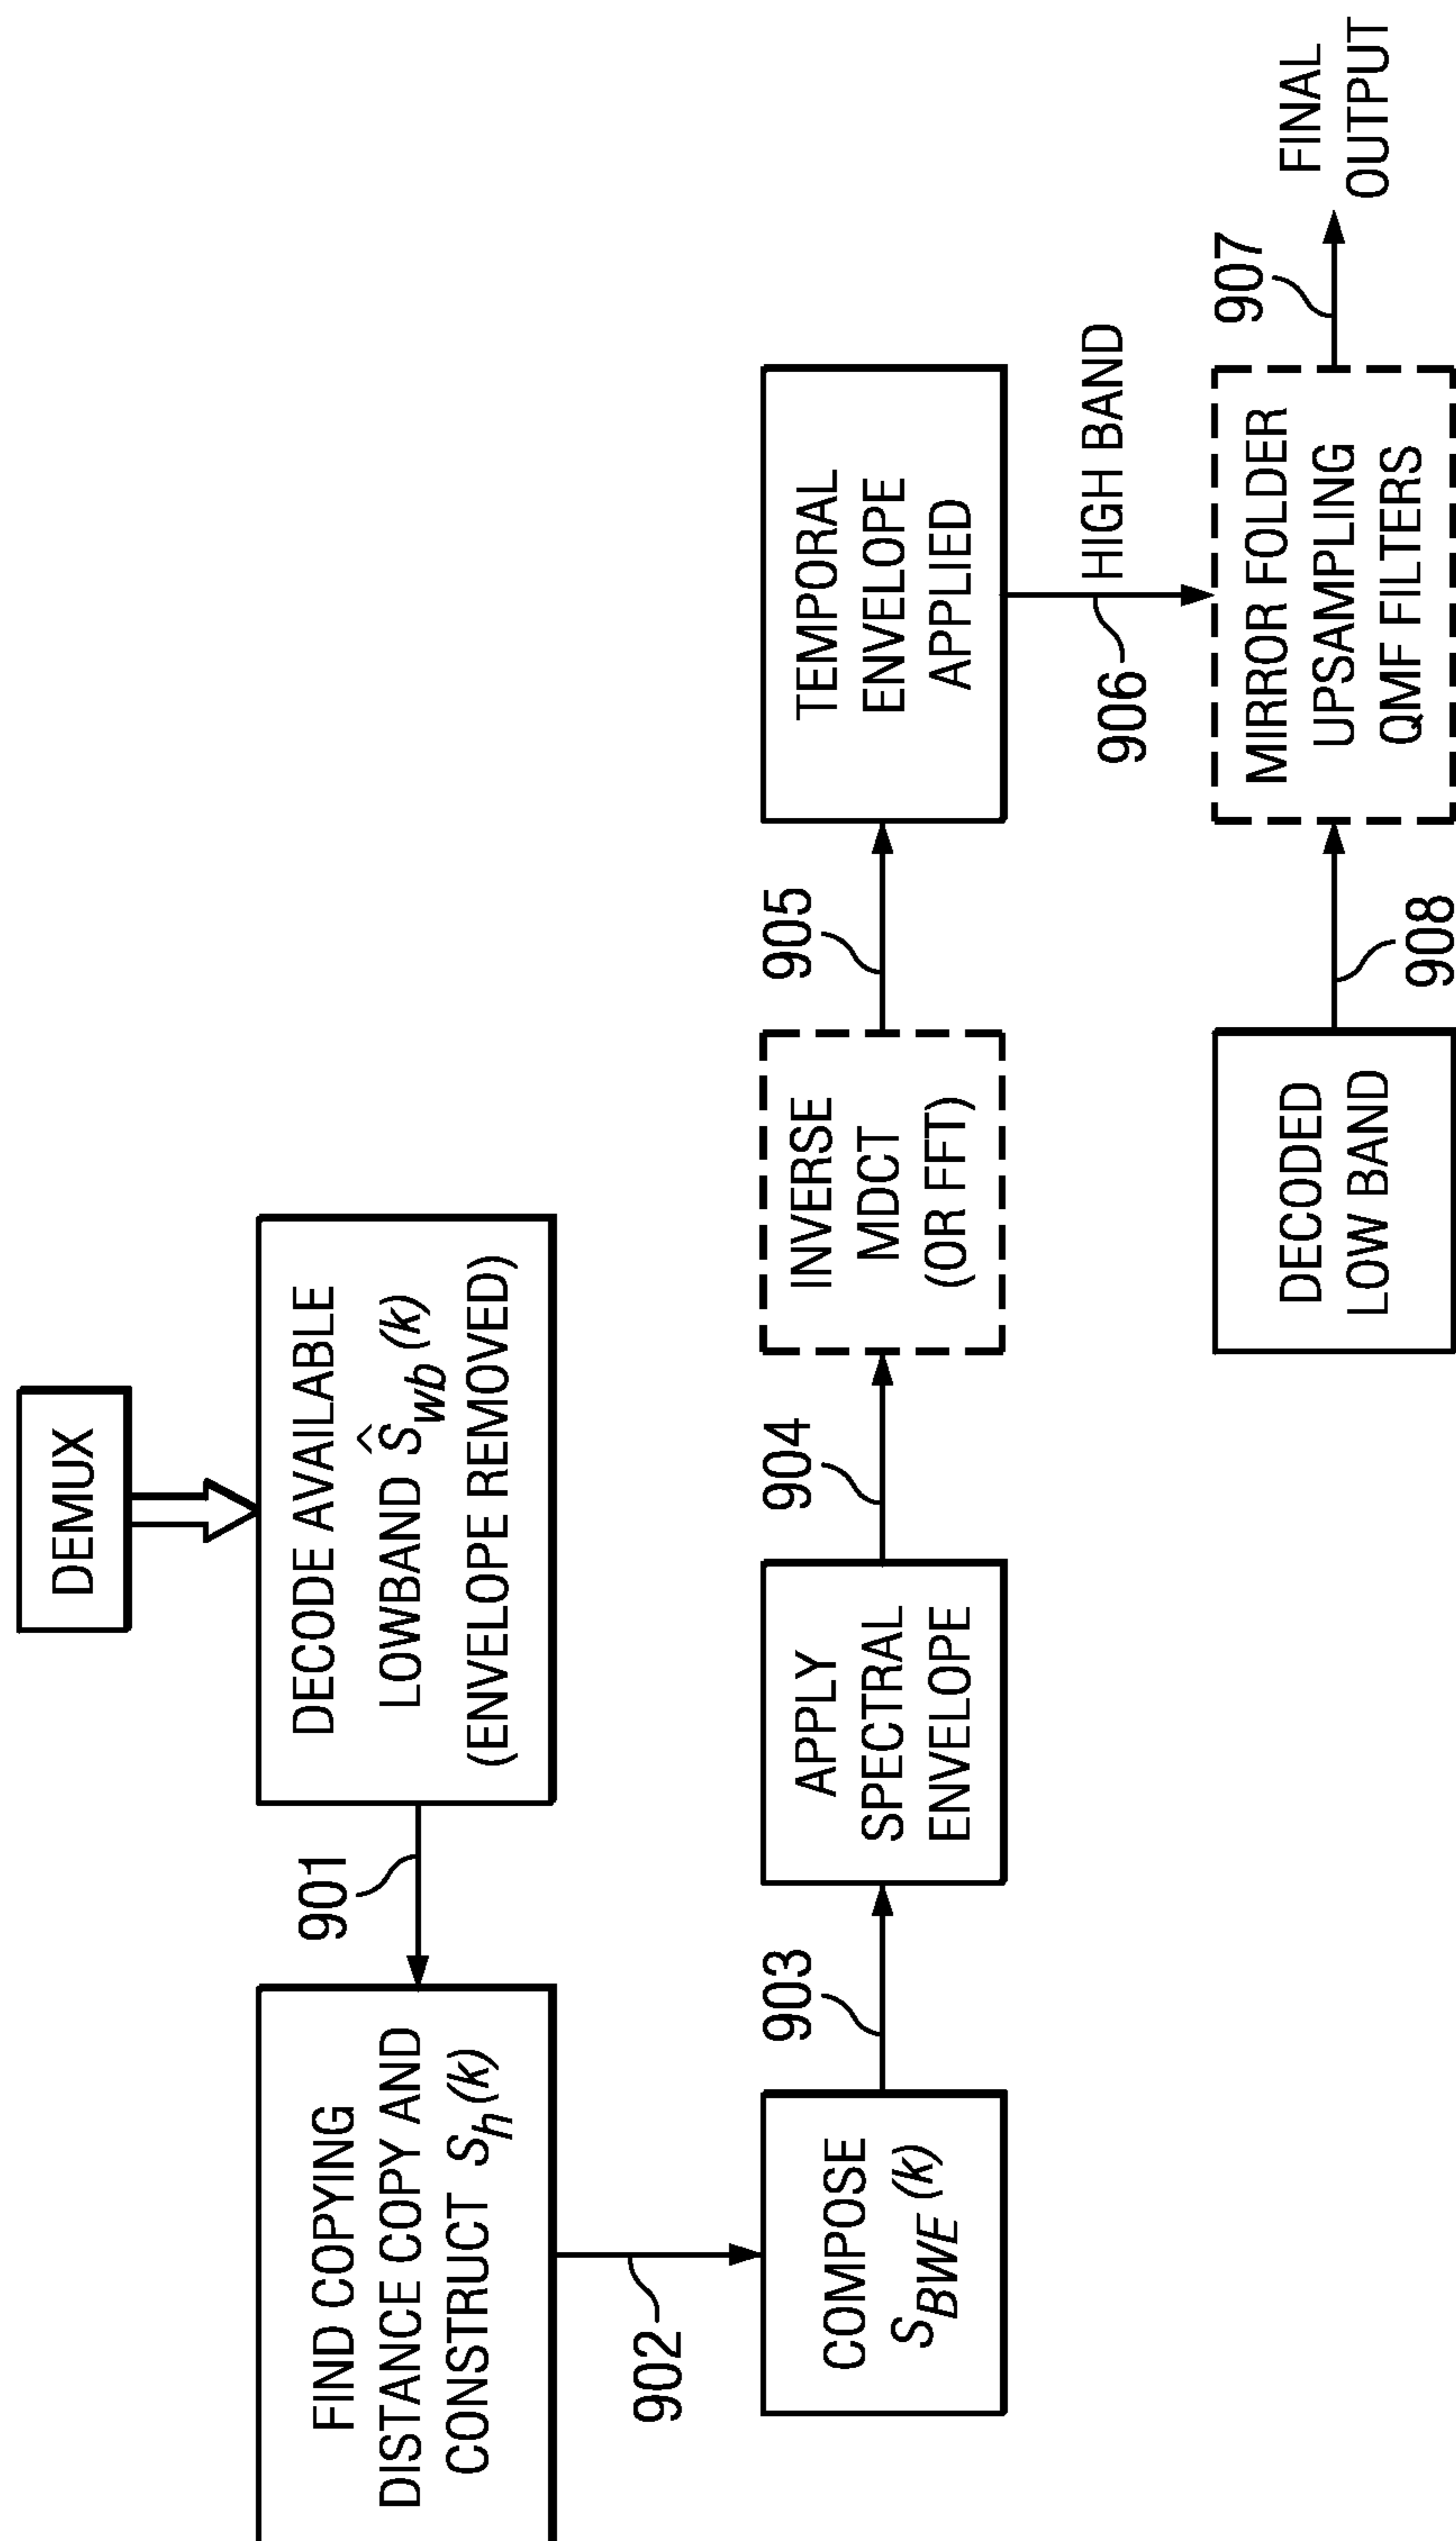 DEMUX
DECODE AVAILABLE
LOWBAND Ŝwb(k)
(ENVELOPE REMOVED)
901
FIND COPYING
DISTANCE COPY AND
CONSTRUCT Sh(k)
902
COMPOSE
SBWE(k)
903
APPLY
SPECTRAL
ENVELOPE
904
INVERSE
MDCT
(OR FFT)
905
TEMPORAL
ENVELOPE
APPLIED
906
HIGH BAND
DECODED
LOW BAND
908
MIRROR FOLDER
UPSAMPLING
QMF FILTERS
907
FINAL
OUTPUT